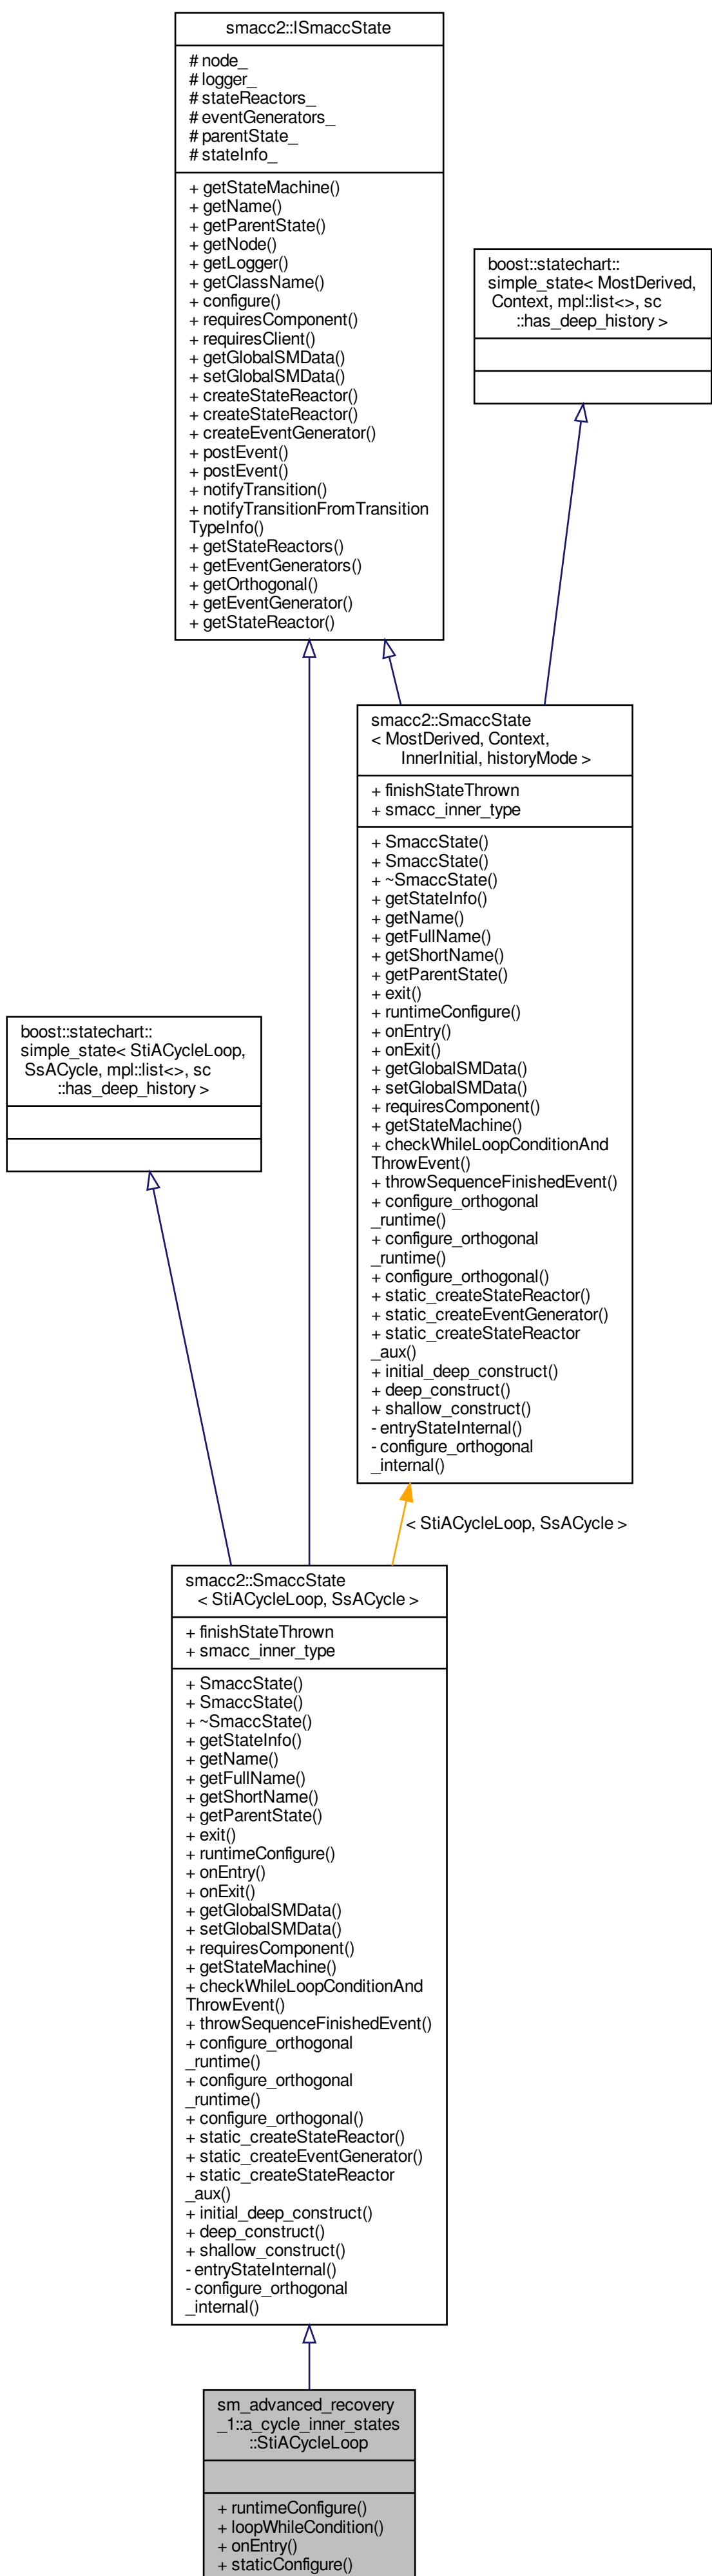 smacc2::ISmaccState
# node_
# logger_
# stateReactors_
# eventGenerators_
# parentState_
# stateInfo_
+ getStateMachine()
+ getName()
+ getParentState()
+ getNode()
+ getLogger()
+ getClassName()
+ configure()
+ requiresComponent()
+ requiresClient()
+ getGlobalSMData()
+ setGlobalSMData()
+ createStateReactor()
+ createStateReactor()
+ createEventGenerator()
+ postEvent()
+ postEvent()
+ notifyTransition()
+ notifyTransitionFromTransition
TypeInfo()
+ getStateReactors()
+ getEventGenerators()
+ getOrthogonal()
+ getEventGenerator()
+ getStateReactor()
boost::statechart::
simple_state< MostDerived,
Context, mpl::list<>, sc
::has_deep_history >
smacc2::SmaccState
< MostDerived, Context,
InnerInitial, historyMode >
+ finishStateThrown
+ smacc_inner_type
+ SmaccState()
+ SmaccState()
+ ~SmaccState()
+ getStateInfo()
+ getName()
+ getFullName()
+ getShortName()
+ getParentState()
+ exit()
+ runtimeConfigure()
+ onEntry()
+ onExit()
+ getGlobalSMData()
+ setGlobalSMData()
+ requiresComponent()
+ getStateMachine()
+ checkWhileLoopConditionAnd
ThrowEvent()
+ throwSequenceFinishedEvent()
+ configure_orthogonal
_runtime()
+ configure_orthogonal
_runtime()
+ configure_orthogonal()
+ static_createStateReactor()
+ static_createEventGenerator()
+ static_createStateReactor
_aux()
+ initial_deep_construct()
+ deep_construct()
+ shallow_construct()
- entryStateInternal()
- configure_orthogonal
_internal()
boost::statechart::
simple_state< StiACycleLoop,
SsACycle, mpl::list<>, sc
::has_deep_history >
< StiACycleLoop, SsACycle >
smacc2::SmaccState
< StiACycleLoop, SsACycle >
+ finishStateThrown
+ smacc_inner_type
+ SmaccState()
+ SmaccState()
+ ~SmaccState()
+ getStateInfo()
+ getName()
+ getFullName()
+ getShortName()
+ getParentState()
+ exit()
+ runtimeConfigure()
+ onEntry()
+ onExit()
+ getGlobalSMData()
+ setGlobalSMData()
+ requiresComponent()
+ getStateMachine()
+ checkWhileLoopConditionAnd
ThrowEvent()
+ throwSequenceFinishedEvent()
+ configure_orthogonal
_runtime()
+ configure_orthogonal
_runtime()
+ configure_orthogonal()
+ static_createStateReactor()
+ static_createEventGenerator()
+ static_createStateReactor
_aux()
+ initial_deep_construct()
+ deep_construct()
+ shallow_construct()
- entryStateInternal()
- configure_orthogonal
_internal()
sm_advanced_recovery
_1::a_cycle_inner_states
::StiACycleLoop
+ runtimeConfigure()
+ loopWhileCondition()
+ onEntry()
+ staticConfigure()